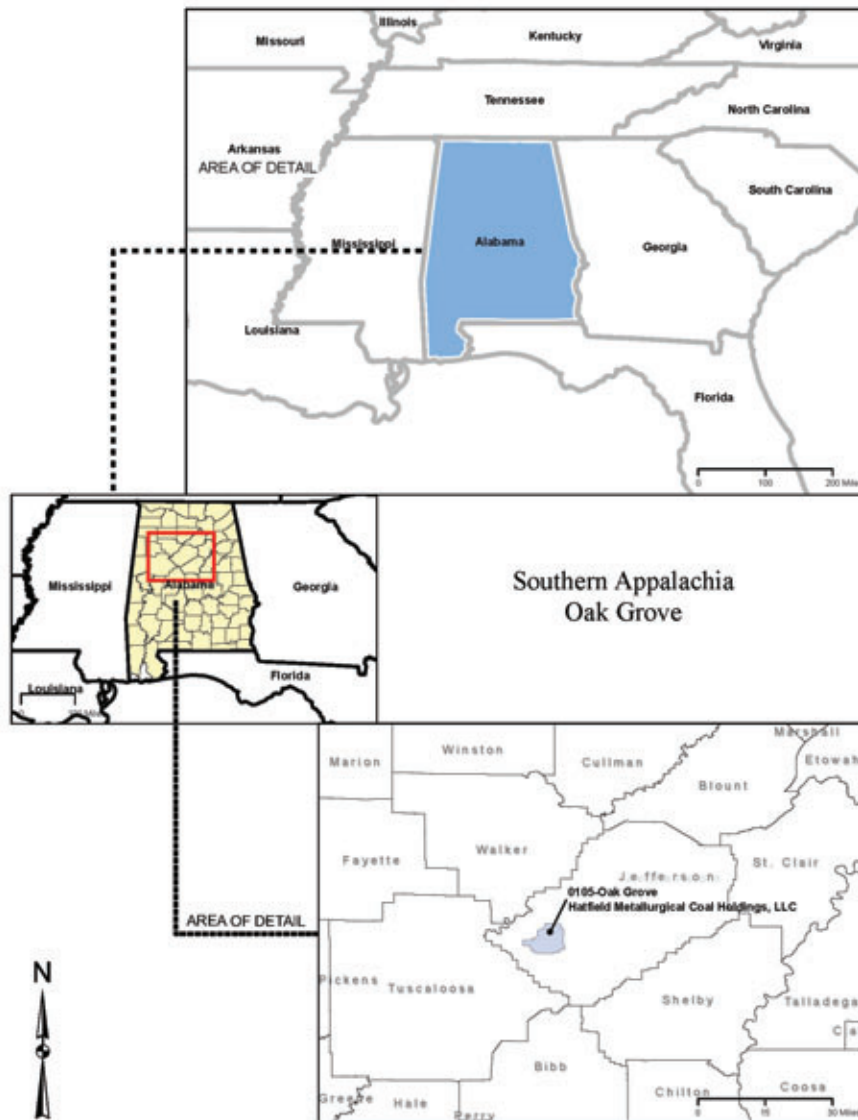 Illinois
Missouri
Kentucky
Virginia
Tennessee
North Carolina
Arkansas
AREA OF DETAIL
South Carolina
Mississippi
Alabama
Georgia
Louisiana
Florida
0 100 200 Miles
Mississippi
Alabama
Georgia
Louisiana
Florida
Southern Appalachia
Oak Grove
Marshall
Marion
Winston
Cullman
Etowah
Blount
Walker
Fayette
St. Clair
Jefferson
0105-Oak Grove
Hatfield Metallurgical Coal Holdings, LLC
AREA OF DETAIL
N
Pickens
Tuscaloosa
Shelby
Talladega
Bibb
Greene
Hale
Perry
Chilton
Coosa
0 15 30 Miles